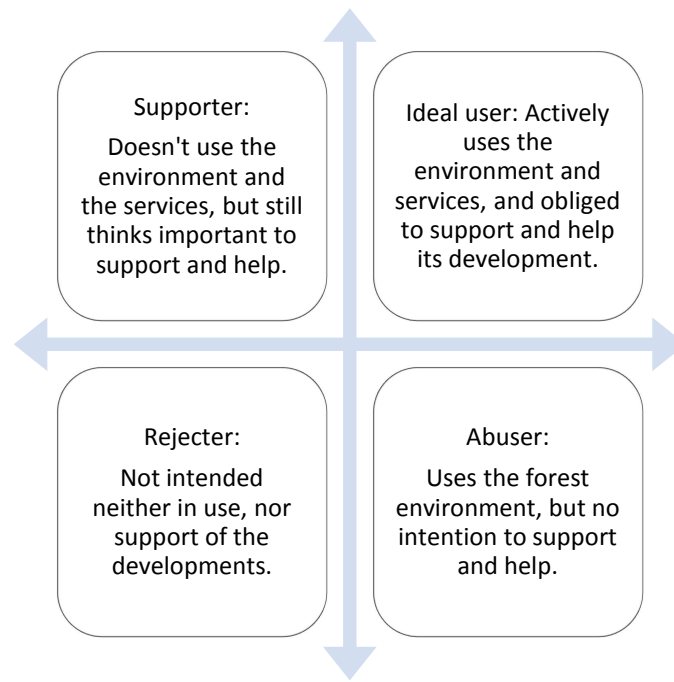 Supporter:
Doesn't use the
environment and
the services, but still
thinks important to
support and help.
Ideal user: Actively
uses the
environment and
services, and obliged
to support and help
its development.
Rejecter:
Not intended
neither in use, nor
support of the
developments.
Abuser:
Uses the forest
environment, but no
intention to support
and help.